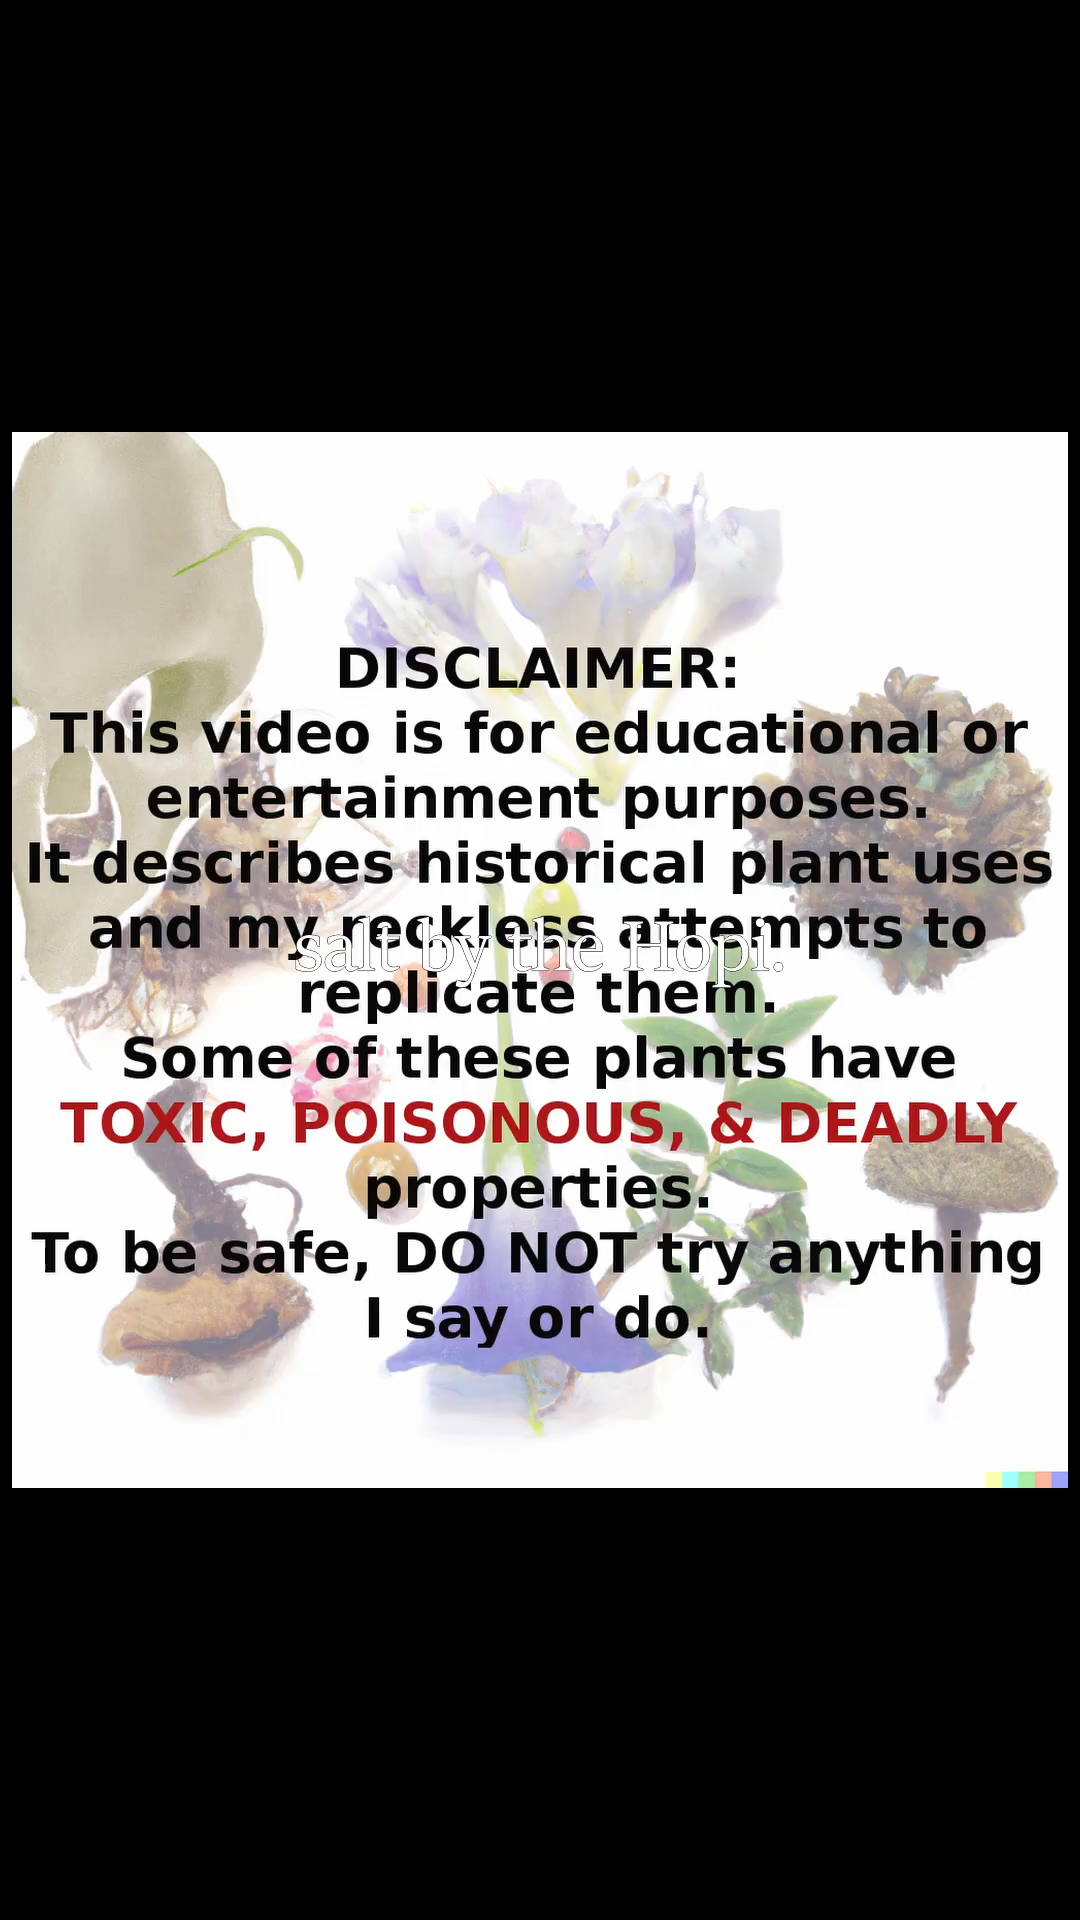 DISCLAIMER:
This video is for educational or
entertainment purposes.
It describes historical plant uses
and my reckless attempts to
salt by the Hopi.
replicate them.
Some of these plants have
TOXIC, POISONOUS, & DEADLY
properties.
To be safe, DO NOT try anything
I say or do.